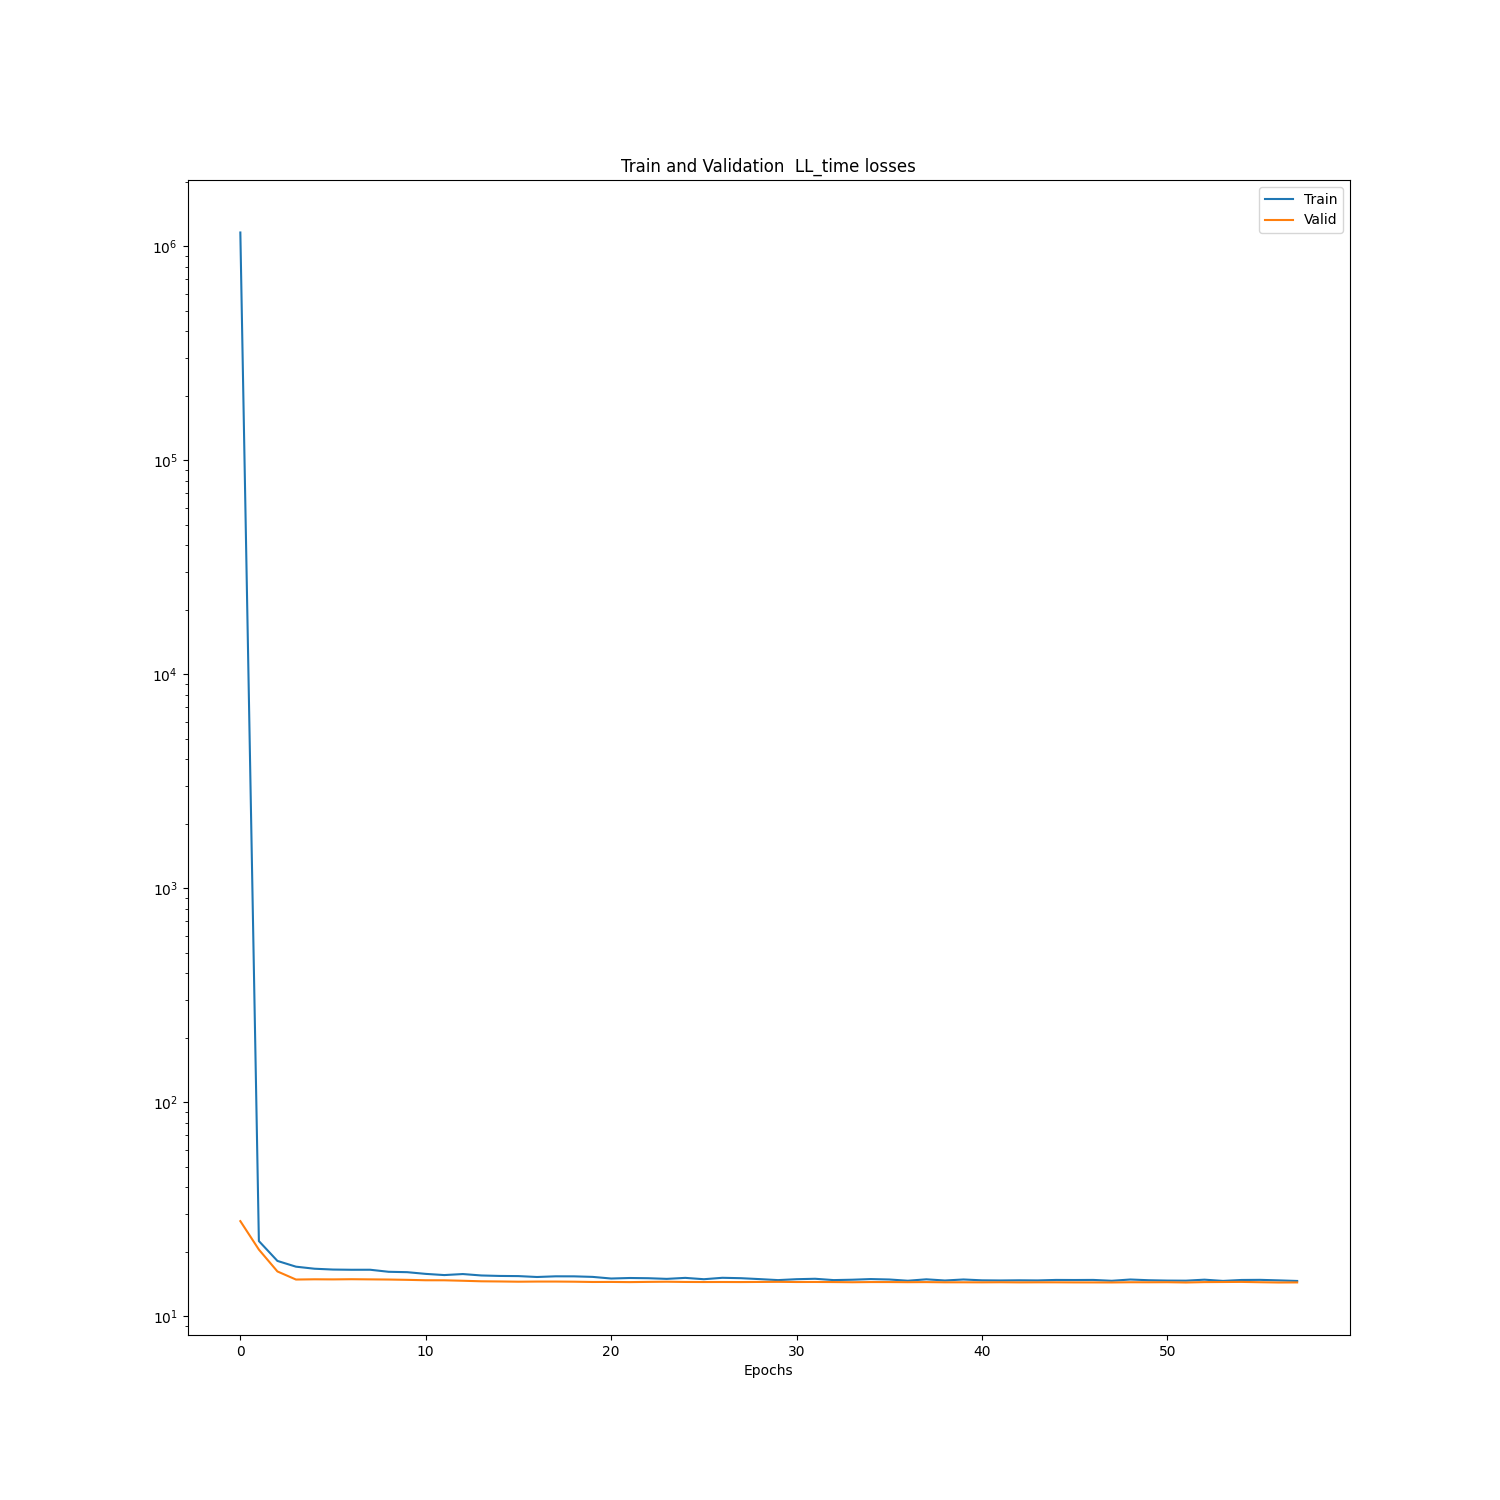 Train and Validation  LL_time losses
Train
Valid
10⁶
10⁵
10⁴
10³
10²
10¹
0 10 20 30 40 50
Epochs